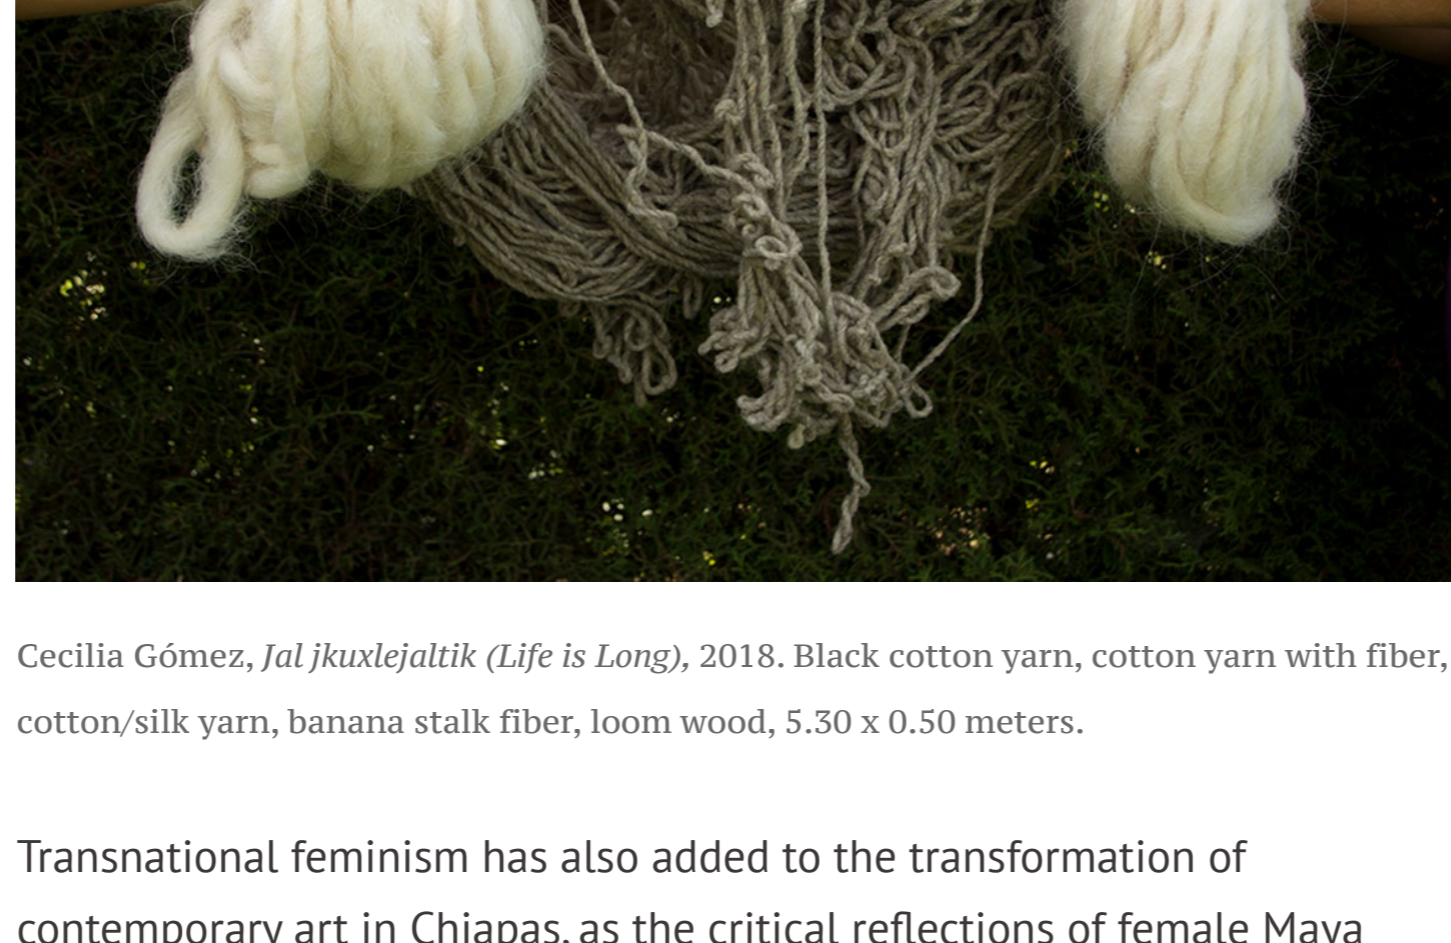 Cecilia Gómez, Jal jkuxlejaltik (Life is Long), 2018. Black cotton yarn, cotton yarn with fiber,
cotton/silk yarn, banana stalk fiber, loom wood, 5.30 x 0.50 meters.
Transnational feminism has also added to the transformation of
contemporary art in Chiapas, as the critical reflections of female Maya